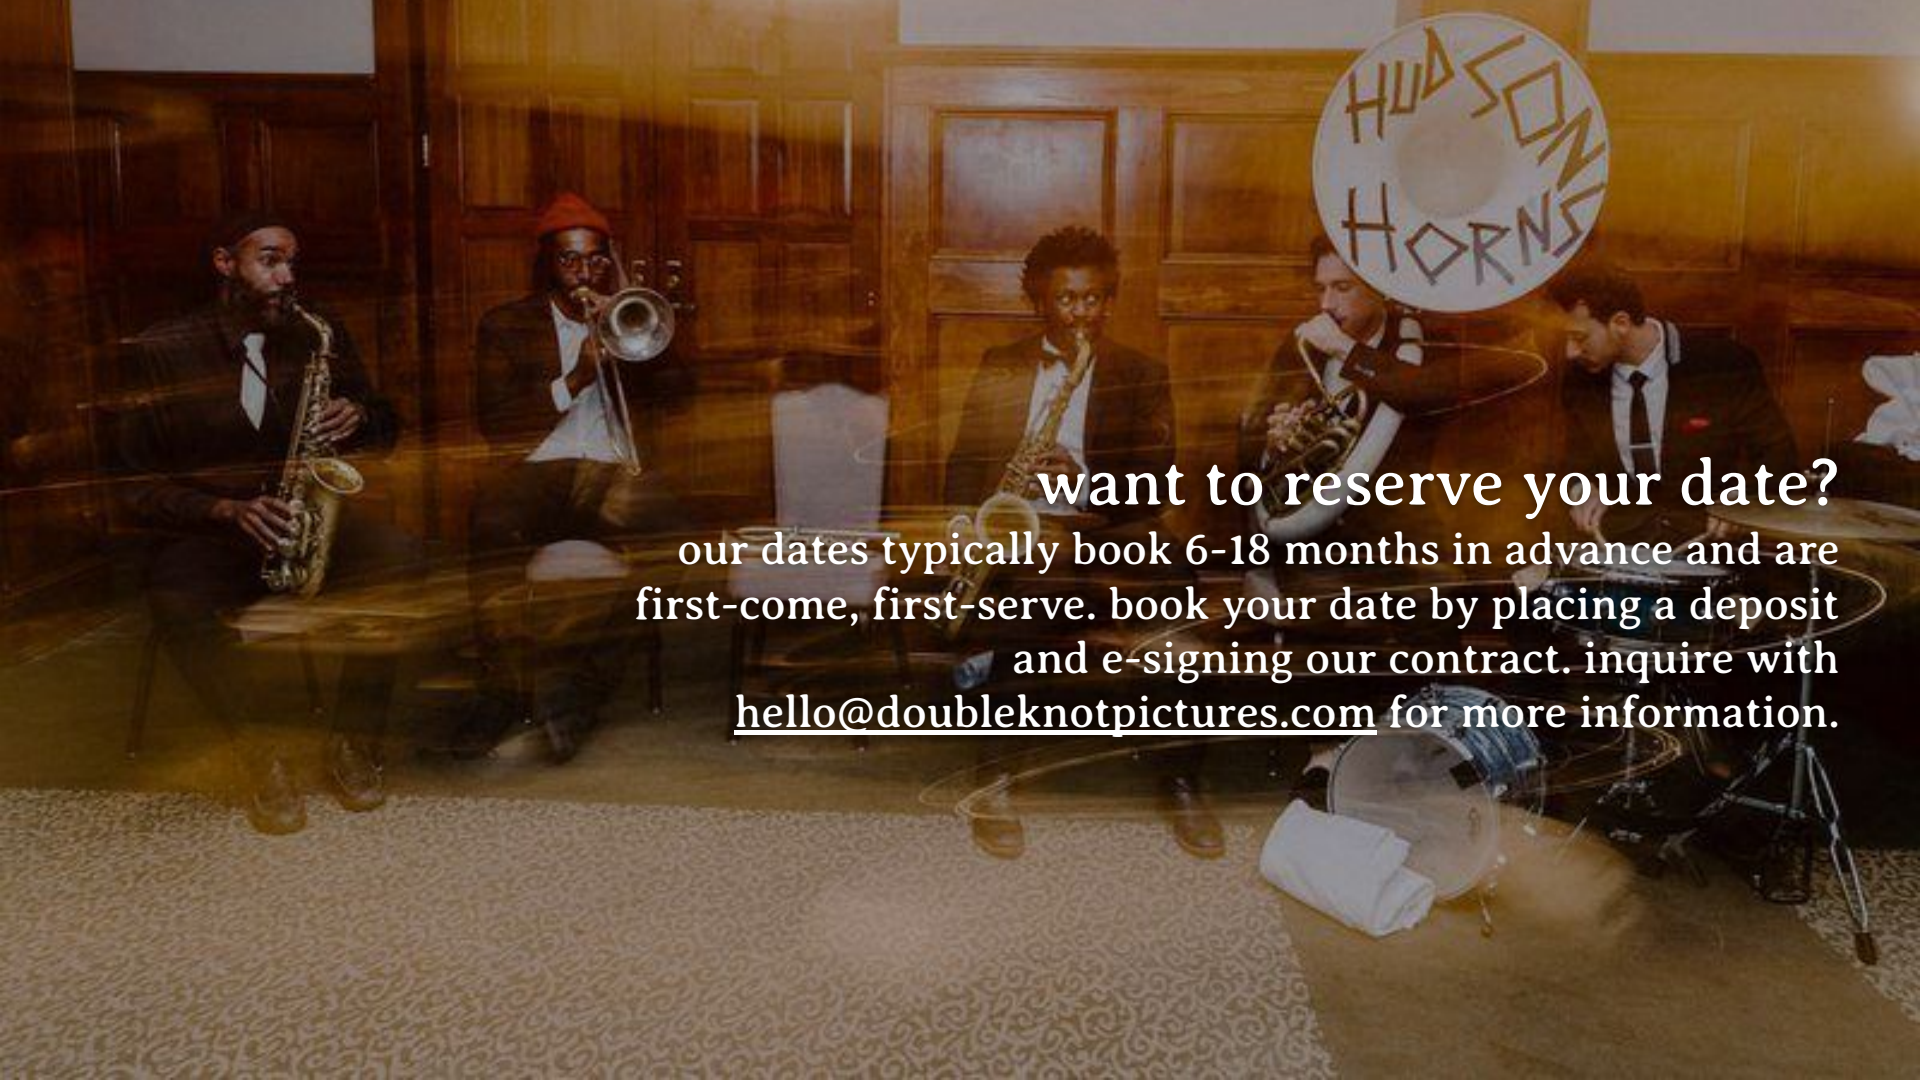 HUDSON
HORNS
want to reserve your date?
our dates typically book 6-18 months in advance and are
first-come, first-serve. book your date by placing a deposit
and e-signing our contract. inquire with
hello@doubleknotpictures.com for more information.